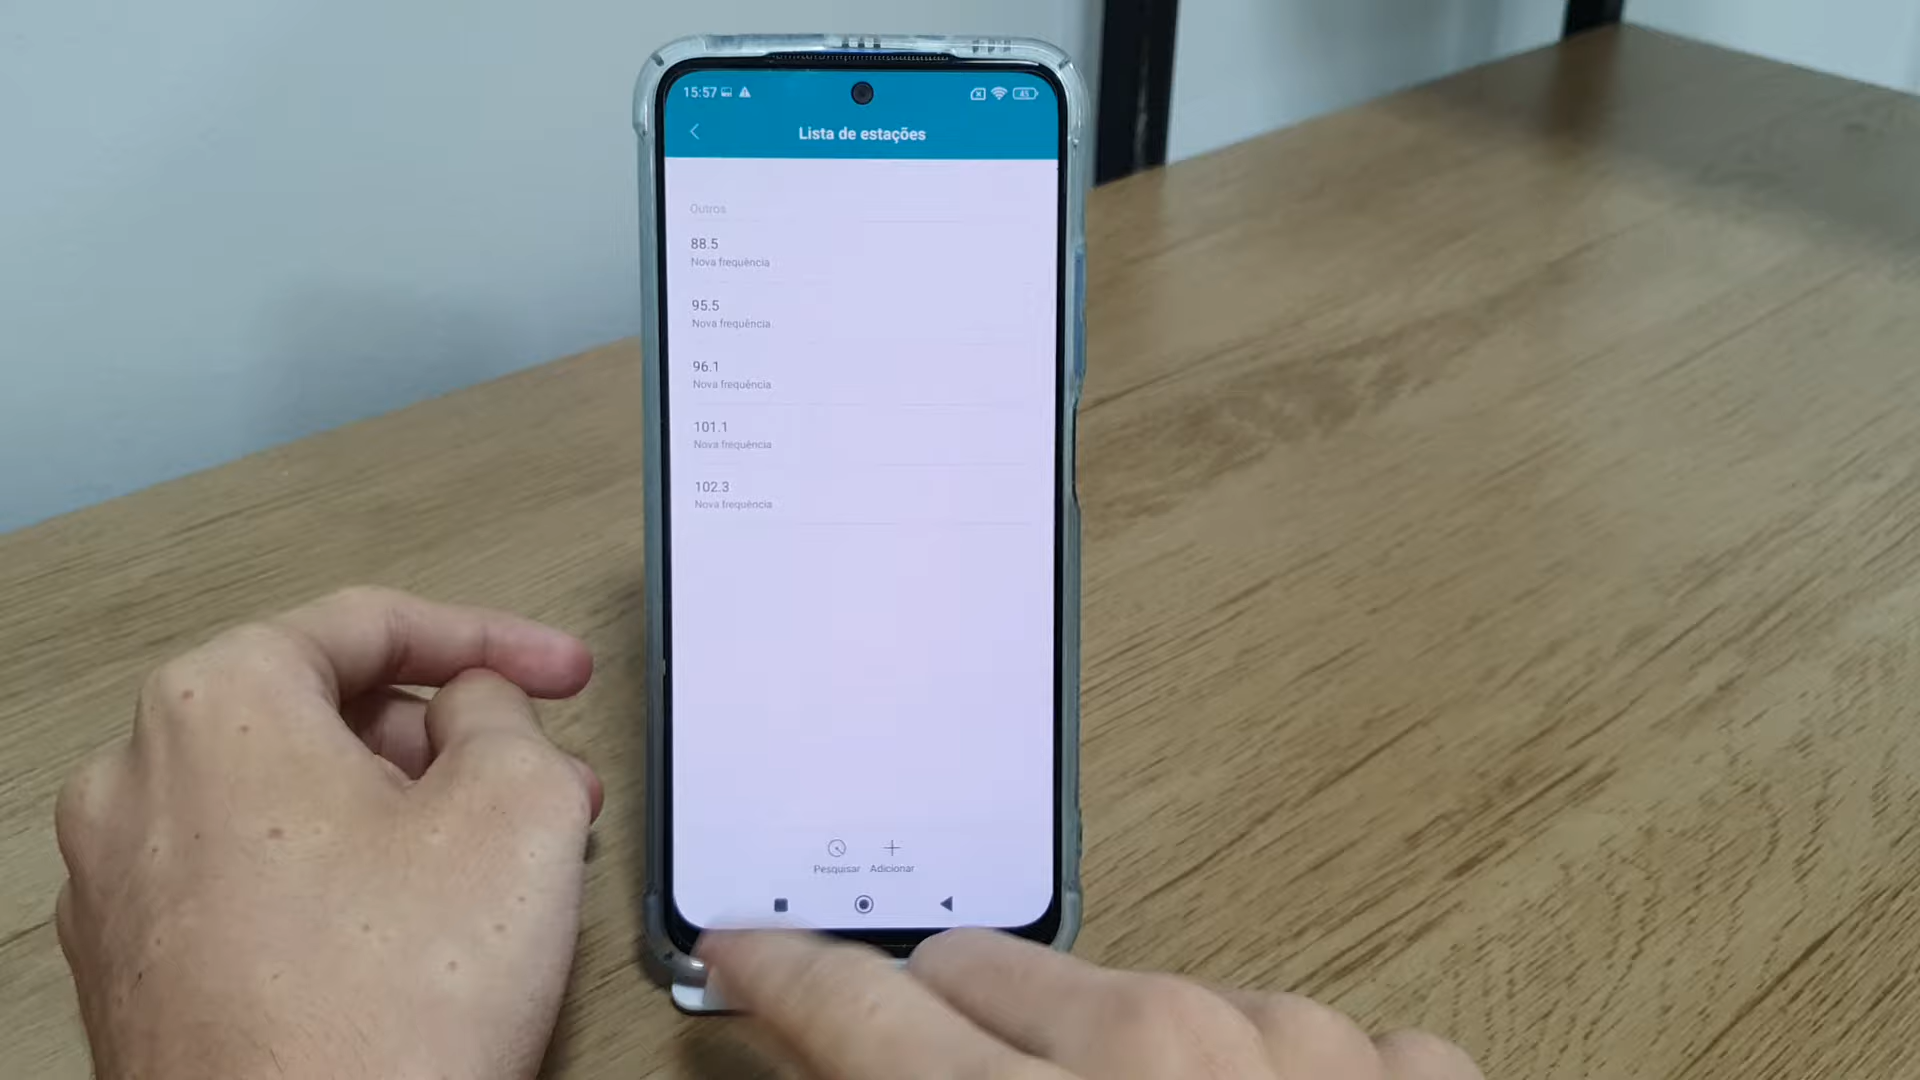 15:57
45
Lista de estações
Outros
88.5
Nova frequência
95.5
Nova frequência
96.1
Nova frequência
101.1
Nova frequência
102.3
Nova frequência
Pesquisar Adicionar